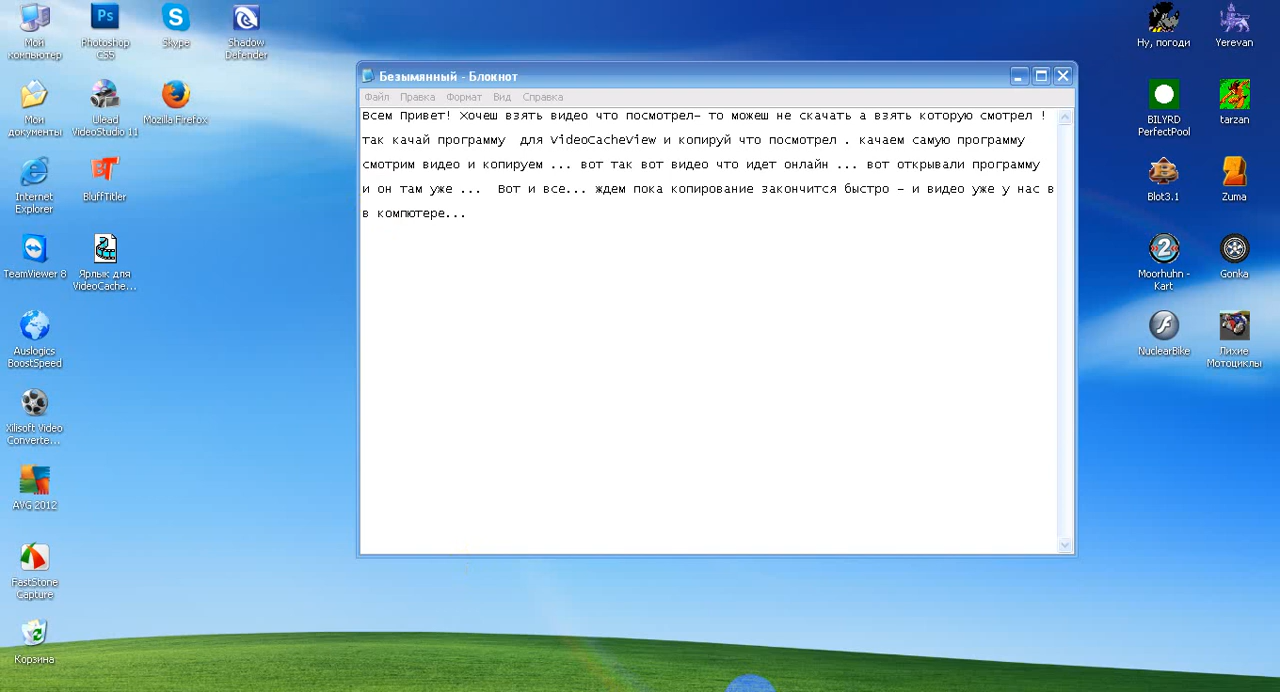 Мой
компьютер
Photoshop
CS5
Skype
Shadow
Defender
Мои
документы
Ulead
VideoStudio 11
Mozilla Firefox
Internet
Explorer
BluffTitler
TeamViewer 8
Ярлык для
VideoCache...
Auslogics
BoostSpeed
Xilisoft Video
Converte...
AVG 2012
FastStone
Capture
Корзина
Безымянный - Блокнот
Файл Правка Формат Вид Справка
Всем Привет! Хочеш взять видео что посмотрел- то можеш не скачать а взять которую смотрел !
так качай программу для VideoCacheView и копируй что посмотрел . качаем самую программу
смотрим видео и копируем ... вот так вот видео что идет онлайн ... вот открывали программу
и он там уже ... Вот и все... ждем пока копирование закончится быстро - и видео уже у нас в
в компютере...
Ну, погоди
Yerevan
BILYRD
PerfectPool
tarzan
Blot3.1
Zuma
Moorhuhn -
Kart
Gonka
NuclearBike
Лихие
Мотоциклы